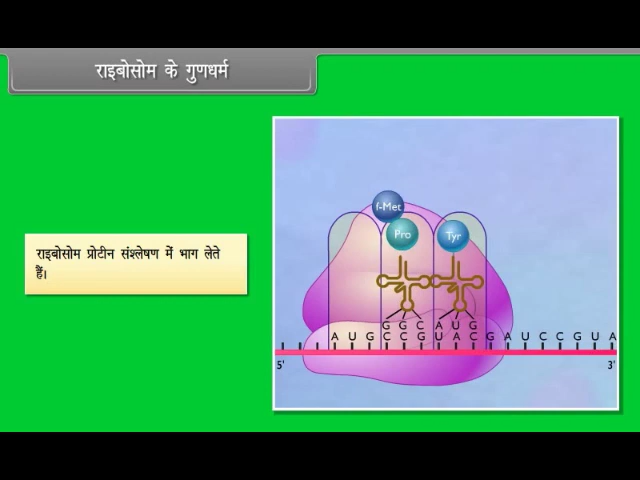 राइबोसोम के गुणधर्म
राइबोसोम प्रोटीन संश्लेषण में भाग लेते
हैं।
f-Met
Pro
Tyr
G G C A U G
A U G C C G U A C G A U C C G U A
5' 3'